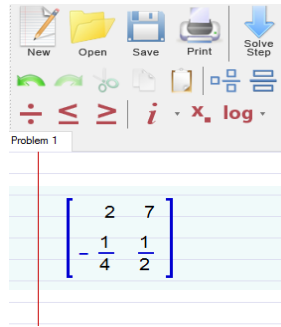 New Open Save Print Solve Step
÷ ≤ ≥ i x. log
Problem 1
2 7
- 1/4 1/2